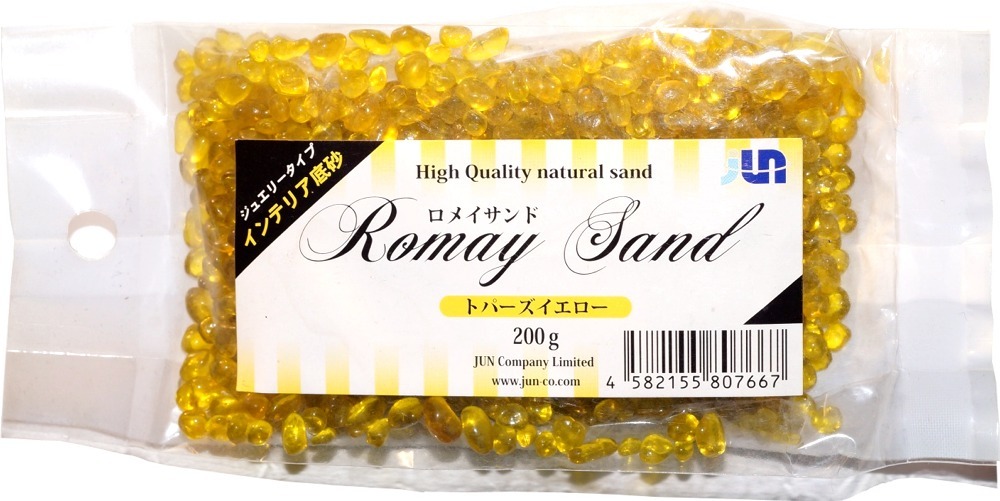 ジュエリータイプ
インテリア底砂
High Quality natural sand
JUN
ロメイサンド
Romay Sand
トパーズイエロー
200g
JUN Company Limited
www.jun-co.com
4 582155 807667